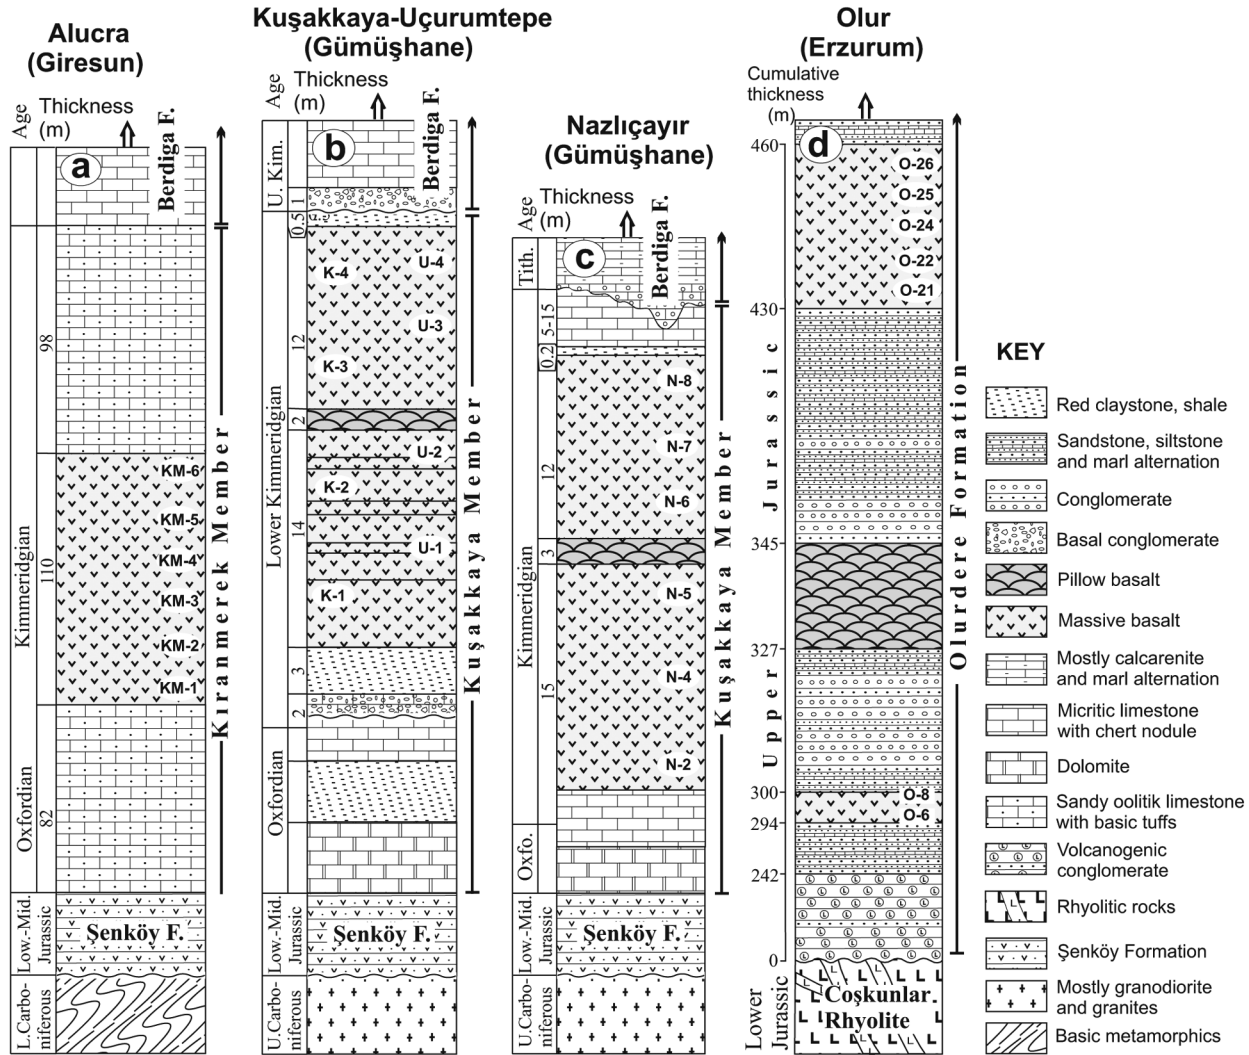 Alucra
(Giresun)
Age
Thickness
(m)
a
Berdiga F.
98
Kimmeridgian
110
KM-6
KM-5
KM-4
KM-3
KM-2
KM-1
Kıranmerek Member
Oxfordian
82
Low.-Mid.
Jurassic
Şenköy F.
L.Carbo-
niferous
Kuşakkaya-Uçurumtepe
(Gümüşhane)
Age
Thickness
(m)
b
Berdiga F.
U. Kim.
1
0.5
K-4
U-4
U-3
12
K-3
Lower Kimmeridgian
2
U-2
K-2
14
U-1
K-1
Kuşakkaya Member
3
2
Oxfordian
Low.-Mid.
Jurassic
Şenköy F.
U.Carbo-
niferous
Nazlıçayır
(Gümüşhane)
Age
Thickness
(m)
c
Berdiga F.
Tith.
5-15
0.2
N-8
N-7
12
N-6
3
Kimmeridgian
N-5
N-4
15
N-2
Kuşakkaya Member
Oxfo.
Low.-Mid.
Jurassic
Şenköy F.
U.Carbo-
niferous
Olur
(Erzurum)
Cumulative
thickness
(m)
d
460
O-26
O-25
O-24
O-22
O-21
430
345
327
300
O-8
O-6
294
242
0
Upper Jurassic
Olurdere Formation
Lower
Jurassic
Coşkunlar
Rhyolite
KEY
Red claystone, shale
Sandstone, siltstone
and marl alternation
Conglomerate
Basal conglomerate
Pillow basalt
Massive basalt
Mostly calcarenite
and marl alternation
Micritic limestone
with chert nodule
Dolomite
Sandy oolitik limestone
with basic tuffs
Volcanogenic
conglomerate
Rhyolitic rocks
Şenköy Formation
Mostly granodiorite
and granites
Basic metamorphics